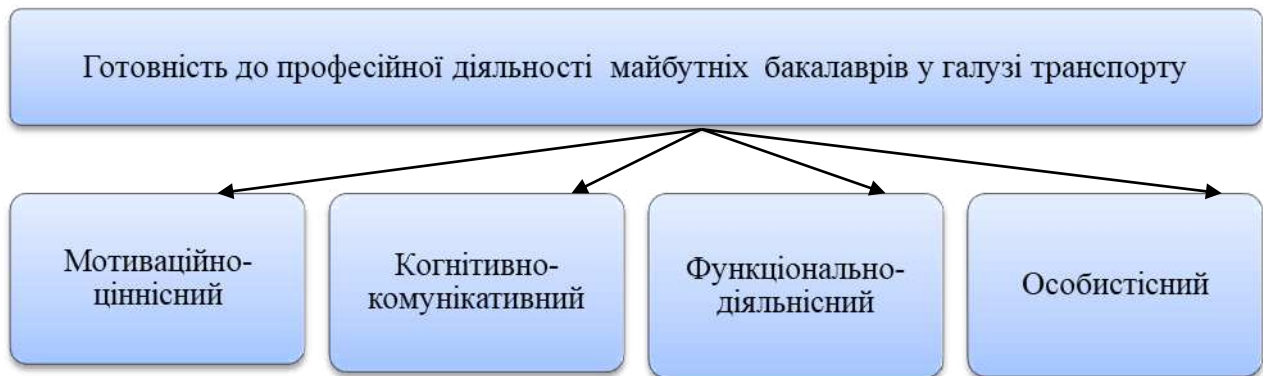 Готовність до професійної діяльності майбутніх бакалаврів у галузі транспорту
Мотиваційно-
ціннісний
Когнітивно-
комунікативний
Функціонально-
діяльнісний
Особистісний